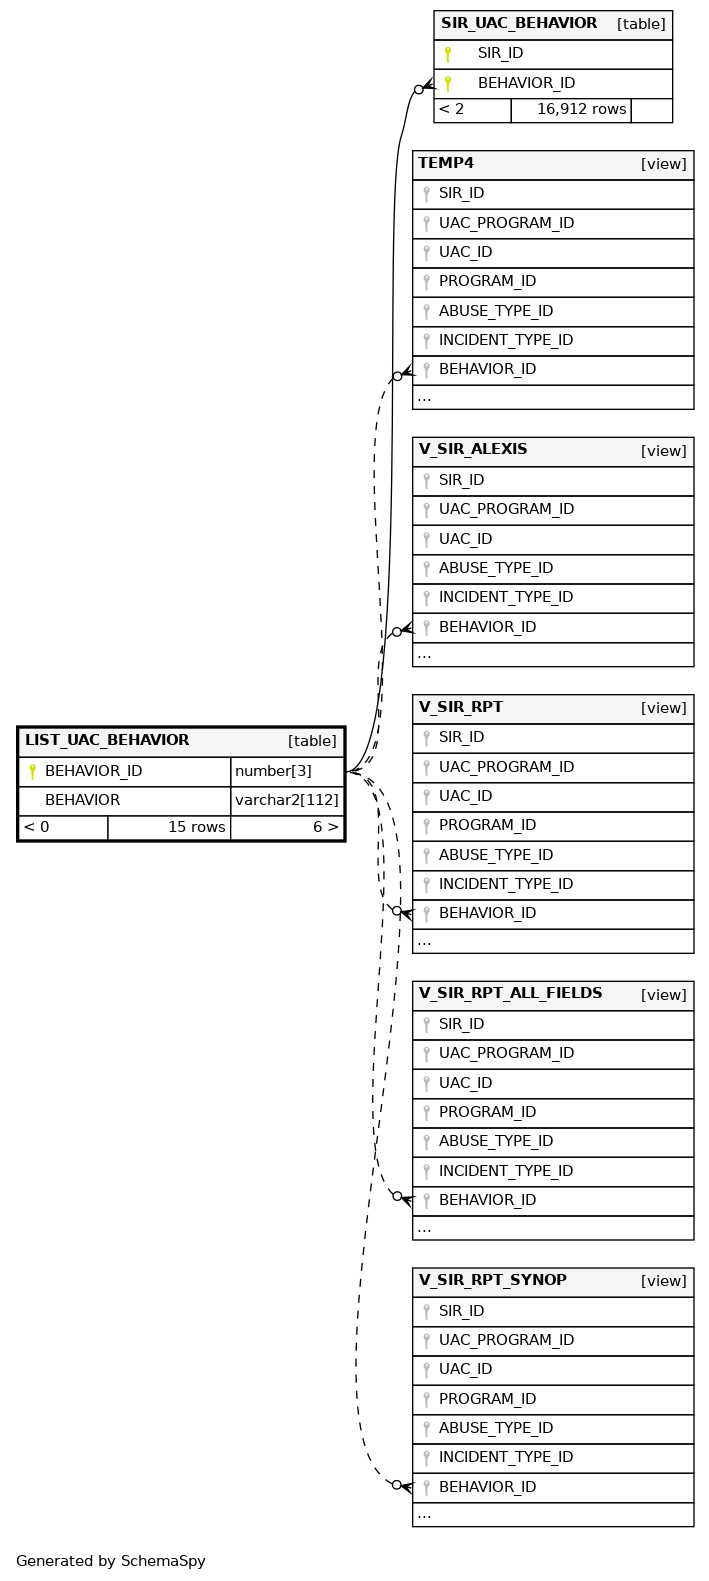 SIR_UAC_BEHAVIOR [table]
SIR_ID
BEHAVIOR_ID
< 2 16,912 rows
TEMP4 [view]
SIR_ID
UAC_PROGRAM_ID
UAC_ID
PROGRAM_ID
ABUSE_TYPE_ID
INCIDENT_TYPE_ID
BEHAVIOR_ID
...
V_SIR_ALEXIS [view]
SIR_ID
UAC_PROGRAM_ID
UAC_ID
ABUSE_TYPE_ID
INCIDENT_TYPE_ID
BEHAVIOR_ID
...
LIST_UAC_BEHAVIOR [table]
BEHAVIOR_ID number[3]
BEHAVIOR varchar2[112]
< 0 15 rows 6 >
V_SIR_RPT [view]
SIR_ID
UAC_PROGRAM_ID
UAC_ID
PROGRAM_ID
ABUSE_TYPE_ID
INCIDENT_TYPE_ID
BEHAVIOR_ID
...
V_SIR_RPT_ALL_FIELDS [view]
SIR_ID
UAC_PROGRAM_ID
UAC_ID
PROGRAM_ID
ABUSE_TYPE_ID
INCIDENT_TYPE_ID
BEHAVIOR_ID
...
V_SIR_RPT_SYNOP [view]
SIR_ID
UAC_PROGRAM_ID
UAC_ID
PROGRAM_ID
ABUSE_TYPE_ID
INCIDENT_TYPE_ID
BEHAVIOR_ID
...
Generated by SchemaSpy